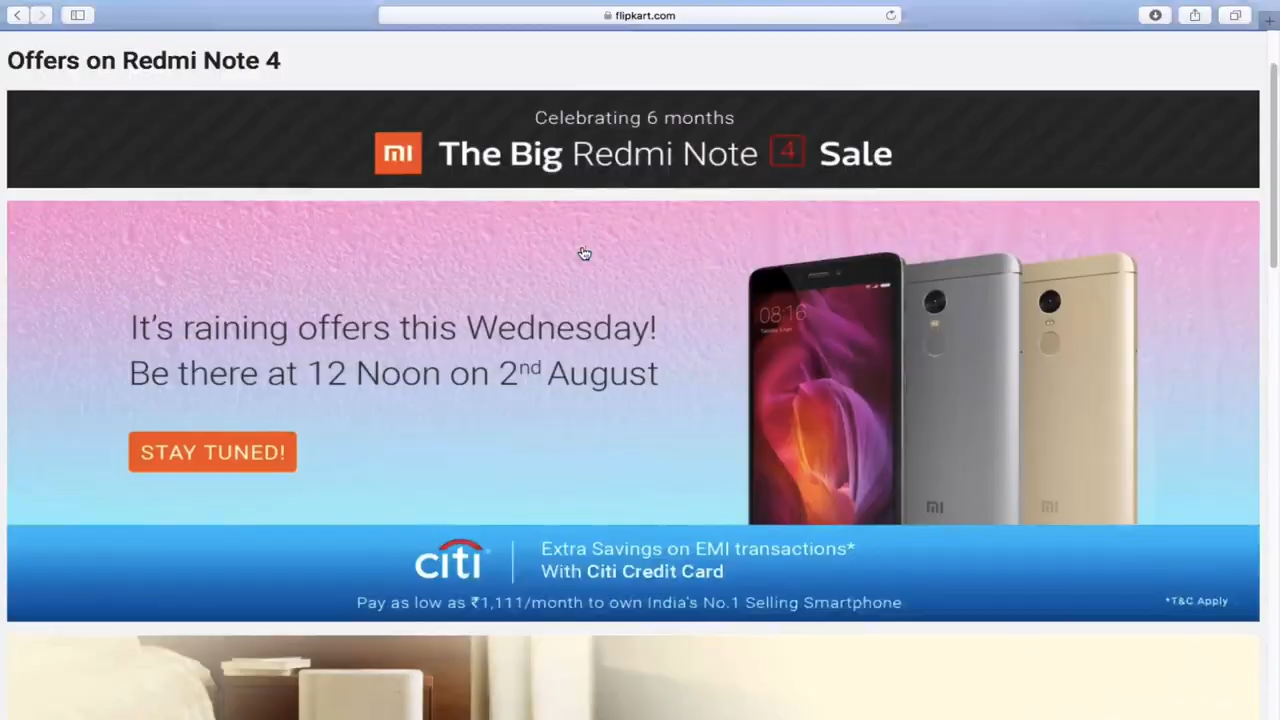 flipkart.com
Offers on Redmi Note 4
Celebrating 6 months
mi The Big Redmi Note 4 Sale
It's raining offers this Wednesday!
Be there at 12 Noon on 2nd August
STAY TUNED!
08:16
mi
mi
citi
Extra Savings on EMI transactions*
With Citi Credit Card
Pay as low as ₹1,111/month to own India's No.1 Selling Smartphone
*T&C Apply